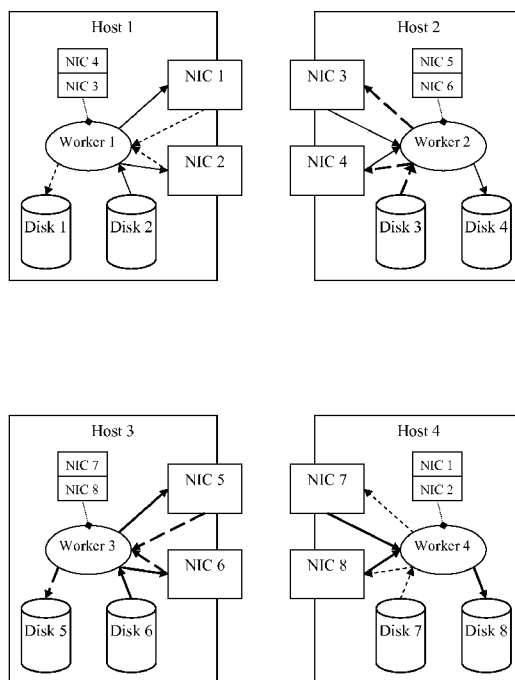 Host 1
NIC 4
NIC 3
NIC 1
Worker 1
NIC 2
Disk 1
Disk 2
Host 2
NIC 3
NIC 5
NIC 6
Worker 2
NIC 4
Disk 3
Disk 4
Host 3
NIC 7
NIC 8
NIC 5
Worker 3
NIC 6
Disk 5
Disk 6
Host 4
NIC 7
NIC 1
NIC 2
Worker 4
NIC 8
Disk 7
Disk 8